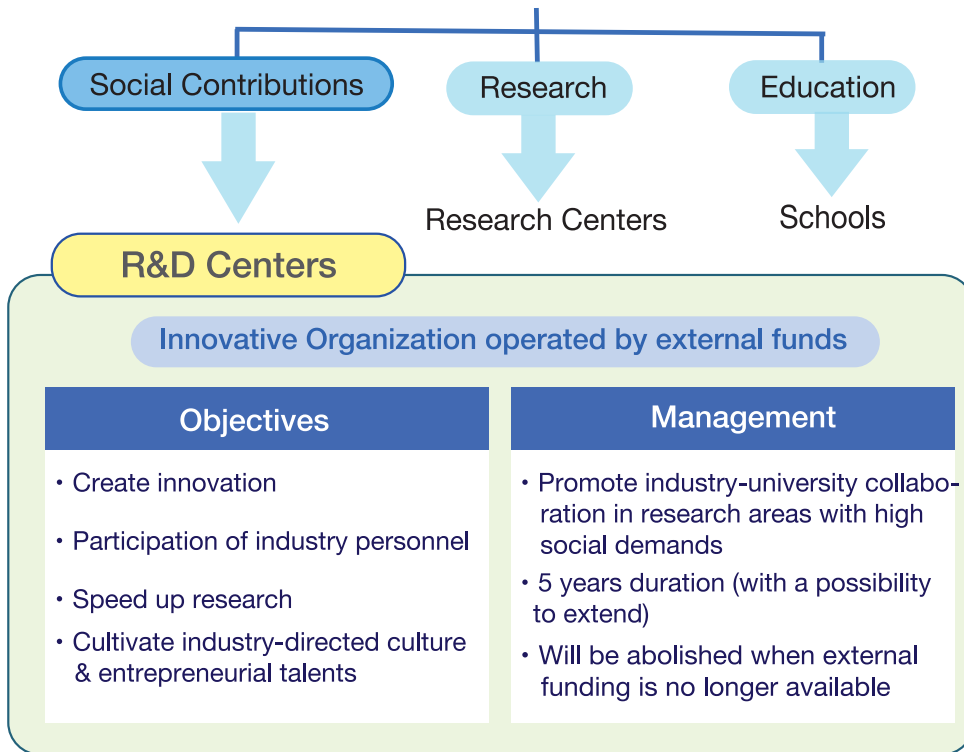 Social Contributions
Research
Education
Research Centers
Schools
R&D Centers
Innovative Organization operated by external funds
Objectives
・Create innovation
・Participation of industry personnel
・Speed up research
・Cultivate industry-directed culture
& entrepreneurial talents
Management
・Promote industry-university collabo-
ration in research areas with high
social demands
・5 years duration (with a possibility
to extend)
・Will be abolished when external
funding is no longer available